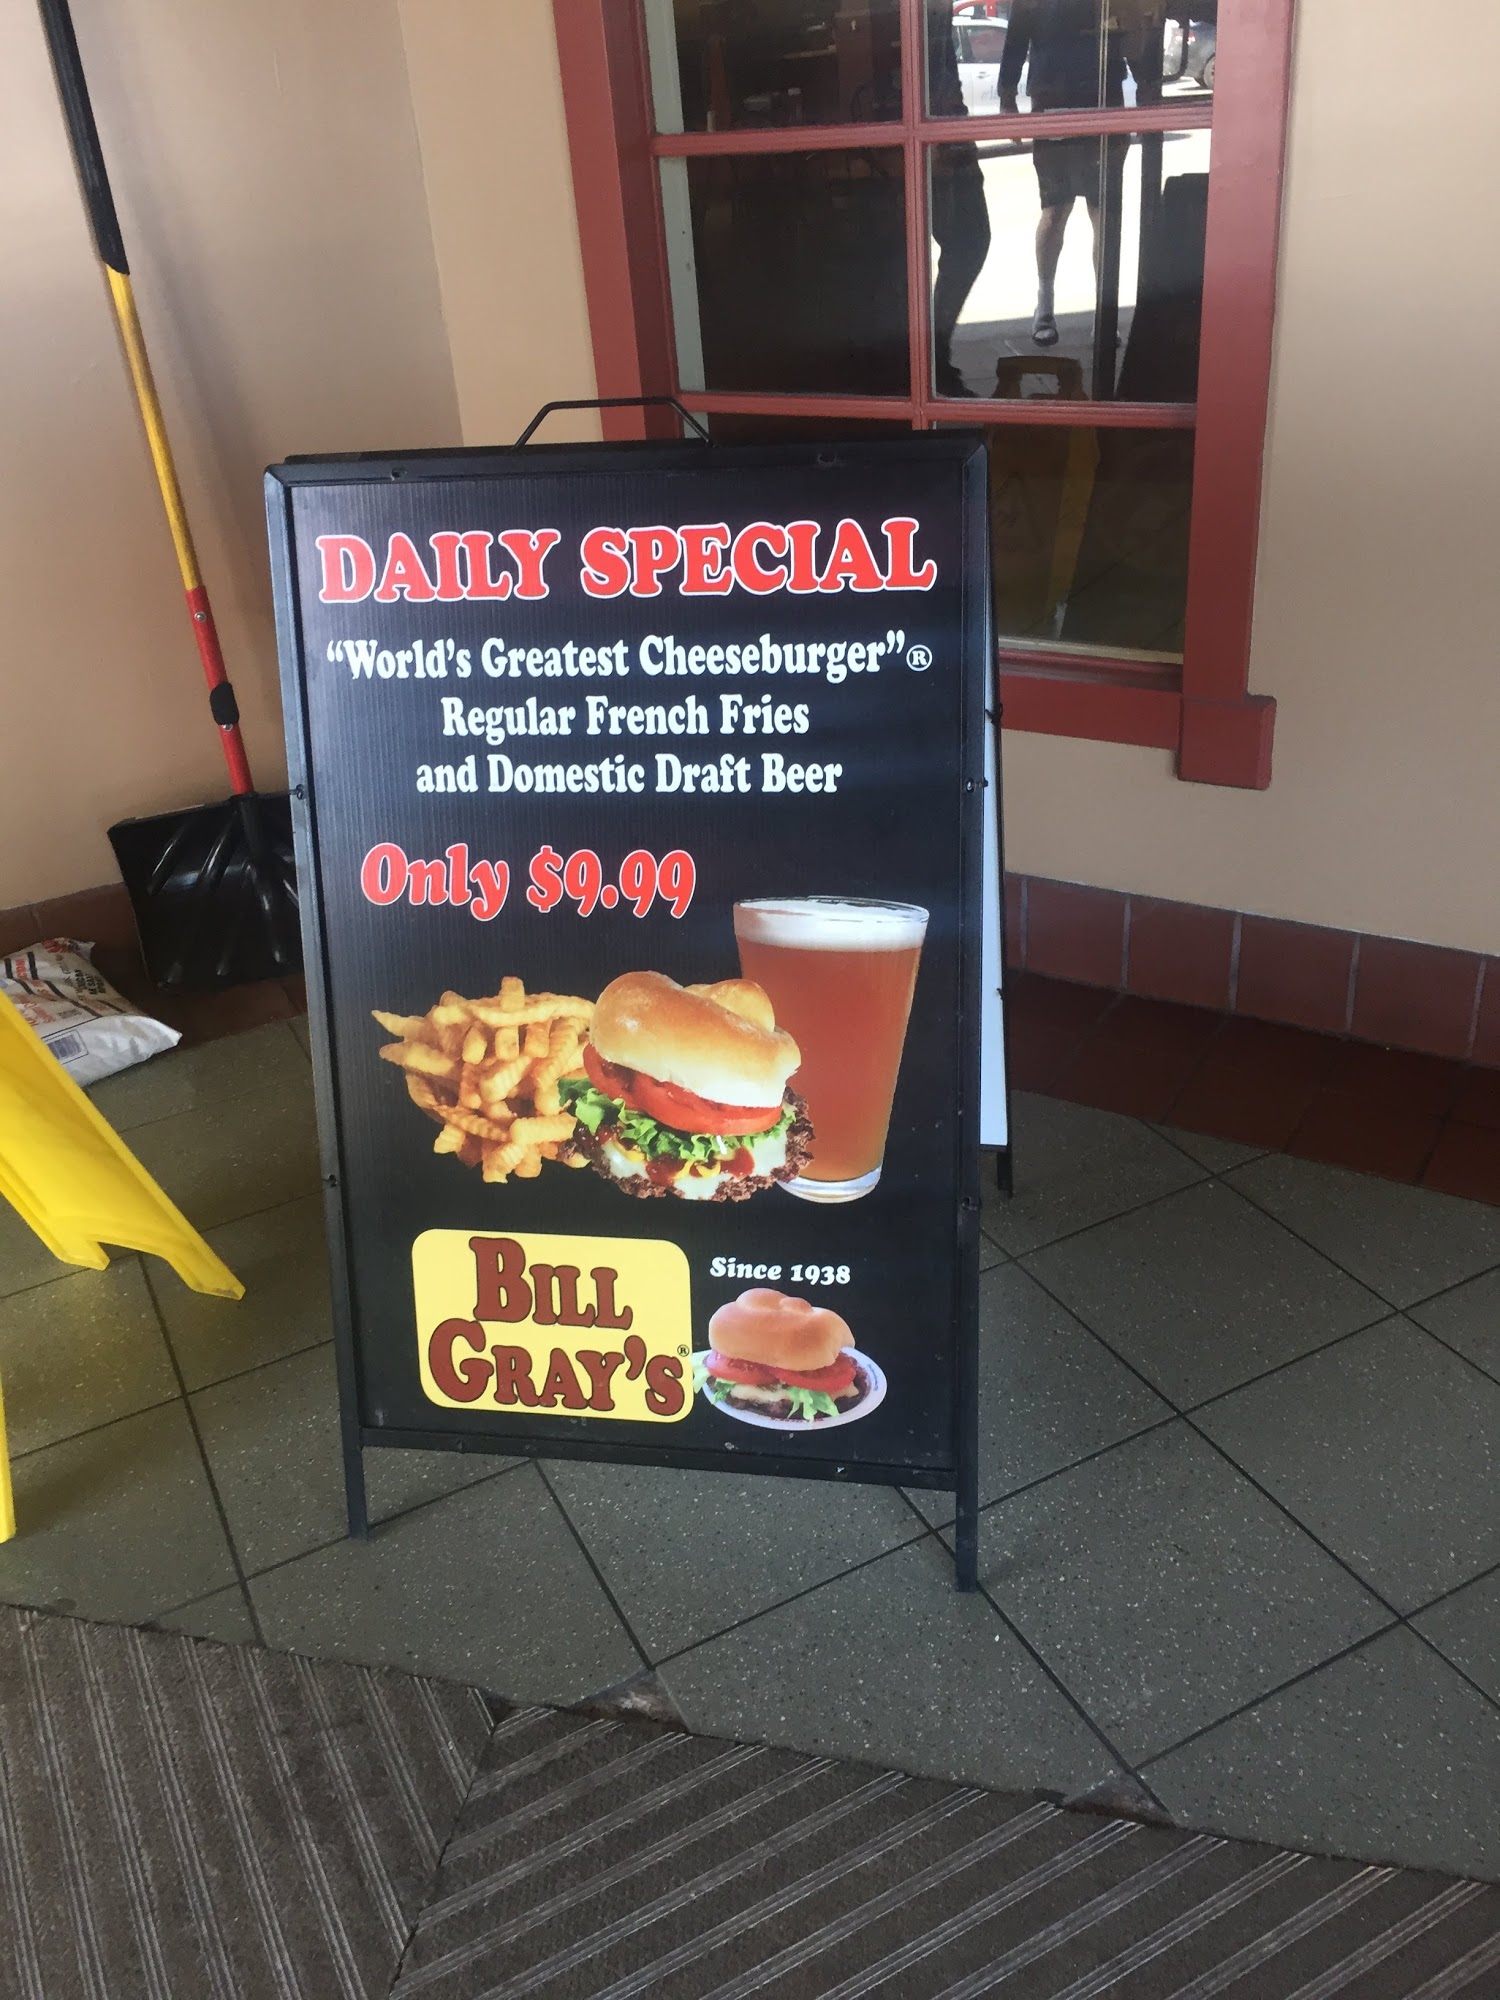 DAILY SPECIAL
“World’s Greatest Cheeseburger”®
Regular French Fries
and Domestic Draft Beer
Only $9.99
BILL
GRAY’S®
Since 1938